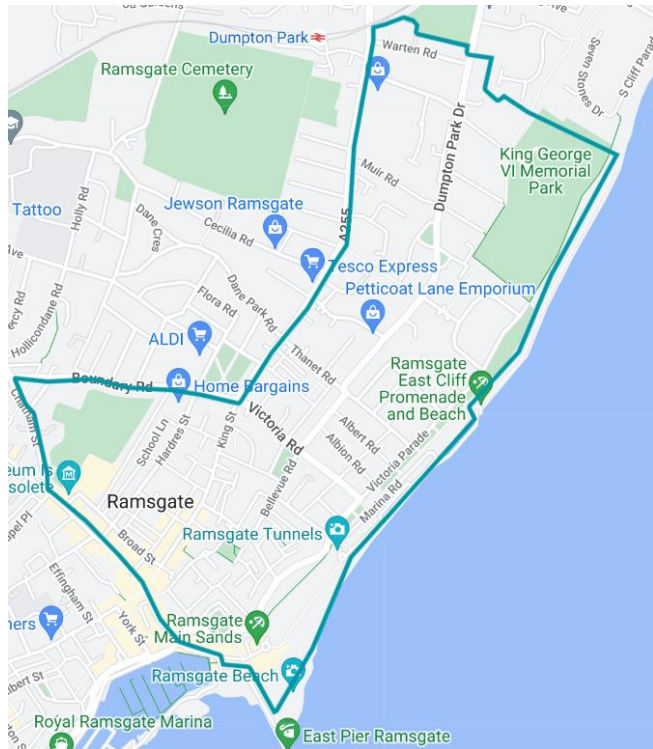 Dumpton Park
Warten Rd
Ramsgate Cemetery
Seven Stones Dr
S Cliff Parade
Dumpton Park Dr
King George
VI Memorial
Park
Muir Rd
Tattoo
Holly Rd
Dane Cres
Jewson Ramsgate
Cecilia Rd
A255
Tesco Express
Dane Park Rd
Petticoat Lane Emporium
Hollicondane Rd
Flora Rd
ALDI
Thanet Rd
Ramsgate
East Cliff
Promenade
and Beach
Boundary Rd
Home Bargains
Chatham St
School Ln
Hardres St
King St
Victoria Rd
Albert Rd
Albion Rd
Bellevue Rd
Victoria Parade
Marina Rd
Ramsgate
Ramsgate Tunnels
Broad St
Effingham St
York St
Ramsgate
Main Sands
Ramsgate Beach
Royal Ramsgate Marina
East Pier Ramsgate